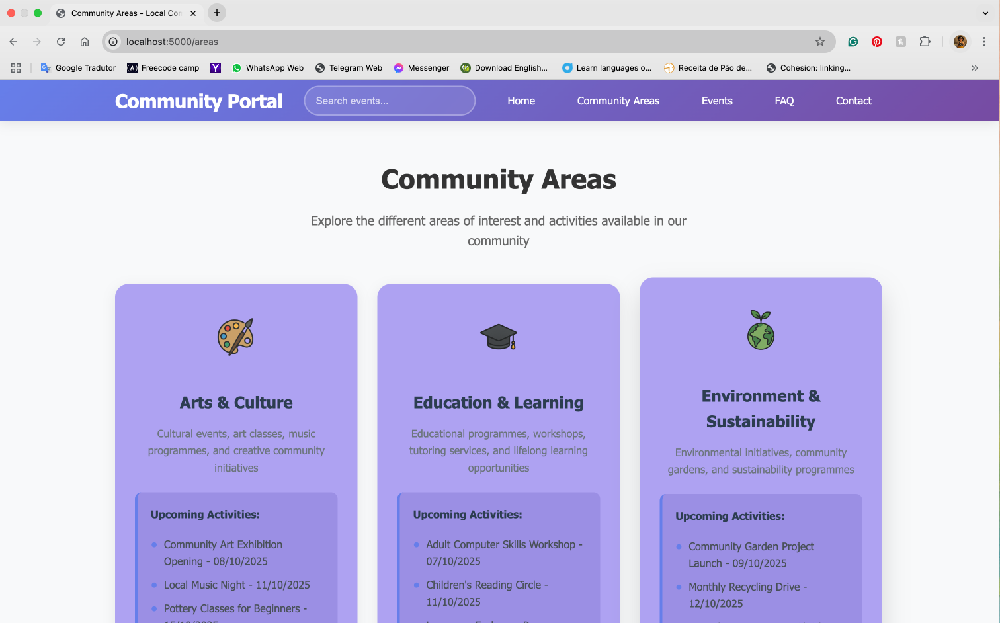 Community Areas - Local Con
localhost:5000/areas
Google Tradutor
Freecode camp
WhatsApp Web
Telegram Web
Messenger
Download English...
Learn languages o...
Receita de Pão de...
Cohesion: linking...
Community Portal
Search events...
Home
Community Areas
Events
FAQ
Contact
Community Areas
Explore the different areas of interest and activities available in our
community
Arts & Culture
Cultural events, art classes, music
programmes, and creative community
initiatives
Upcoming Activities:
Community Art Exhibition
Opening - 08/10/2025
Local Music Night - 11/10/2025
Pottery Classes for Beginners -
15/10/2025
Education & Learning
Educational programmes, workshops,
tutoring services, and lifelong learning
opportunities
Upcoming Activities:
Adult Computer Skills Workshop -
07/10/2025
Children's Reading Circle -
11/10/2025
Environment &
Sustainability
Environmental initiatives, community
gardens, and sustainability programmes
Upcoming Activities:
Community Garden Project
Launch - 09/10/2025
Monthly Recycling Drive -
12/10/2025